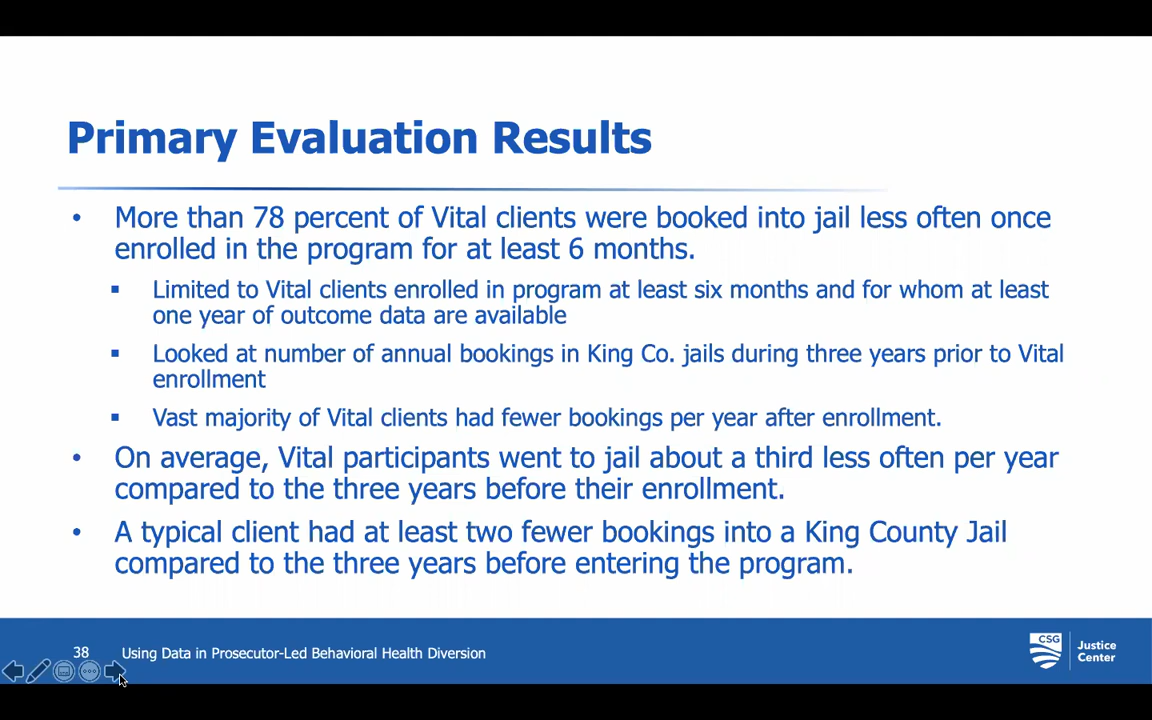 Primary Evaluation Results
• More than 78 percent of Vital clients were booked into jail less often once
enrolled in the program for at least 6 months.
▪ Limited to Vital clients enrolled in program at least six months and for whom at least
one year of outcome data are available
▪ Looked at number of annual bookings in King Co. jails during three years prior to Vital
enrollment
▪ Vast majority of Vital clients had fewer bookings per year after enrollment.
• On average, Vital participants went to jail about a third less often per year
compared to the three years before their enrollment.
• A typical client had at least two fewer bookings into a King County Jail
compared to the three years before entering the program.
38 Using Data in Prosecutor-Led Behavioral Health Diversion
CSG
Justice
Center